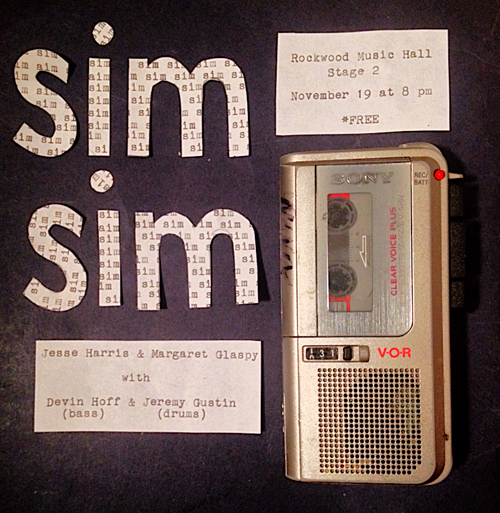 sim
sim
Rockwood Music Hall
Stage 2
November 19 at 8 pm
*FREE
SONY
REC/
BATT
CLEAR VOICE PLUS
V·O·R
Jesse Harris & Margaret Glaspy
with
Devin Hoff & Jeremy Gustin
(bass) (drums)